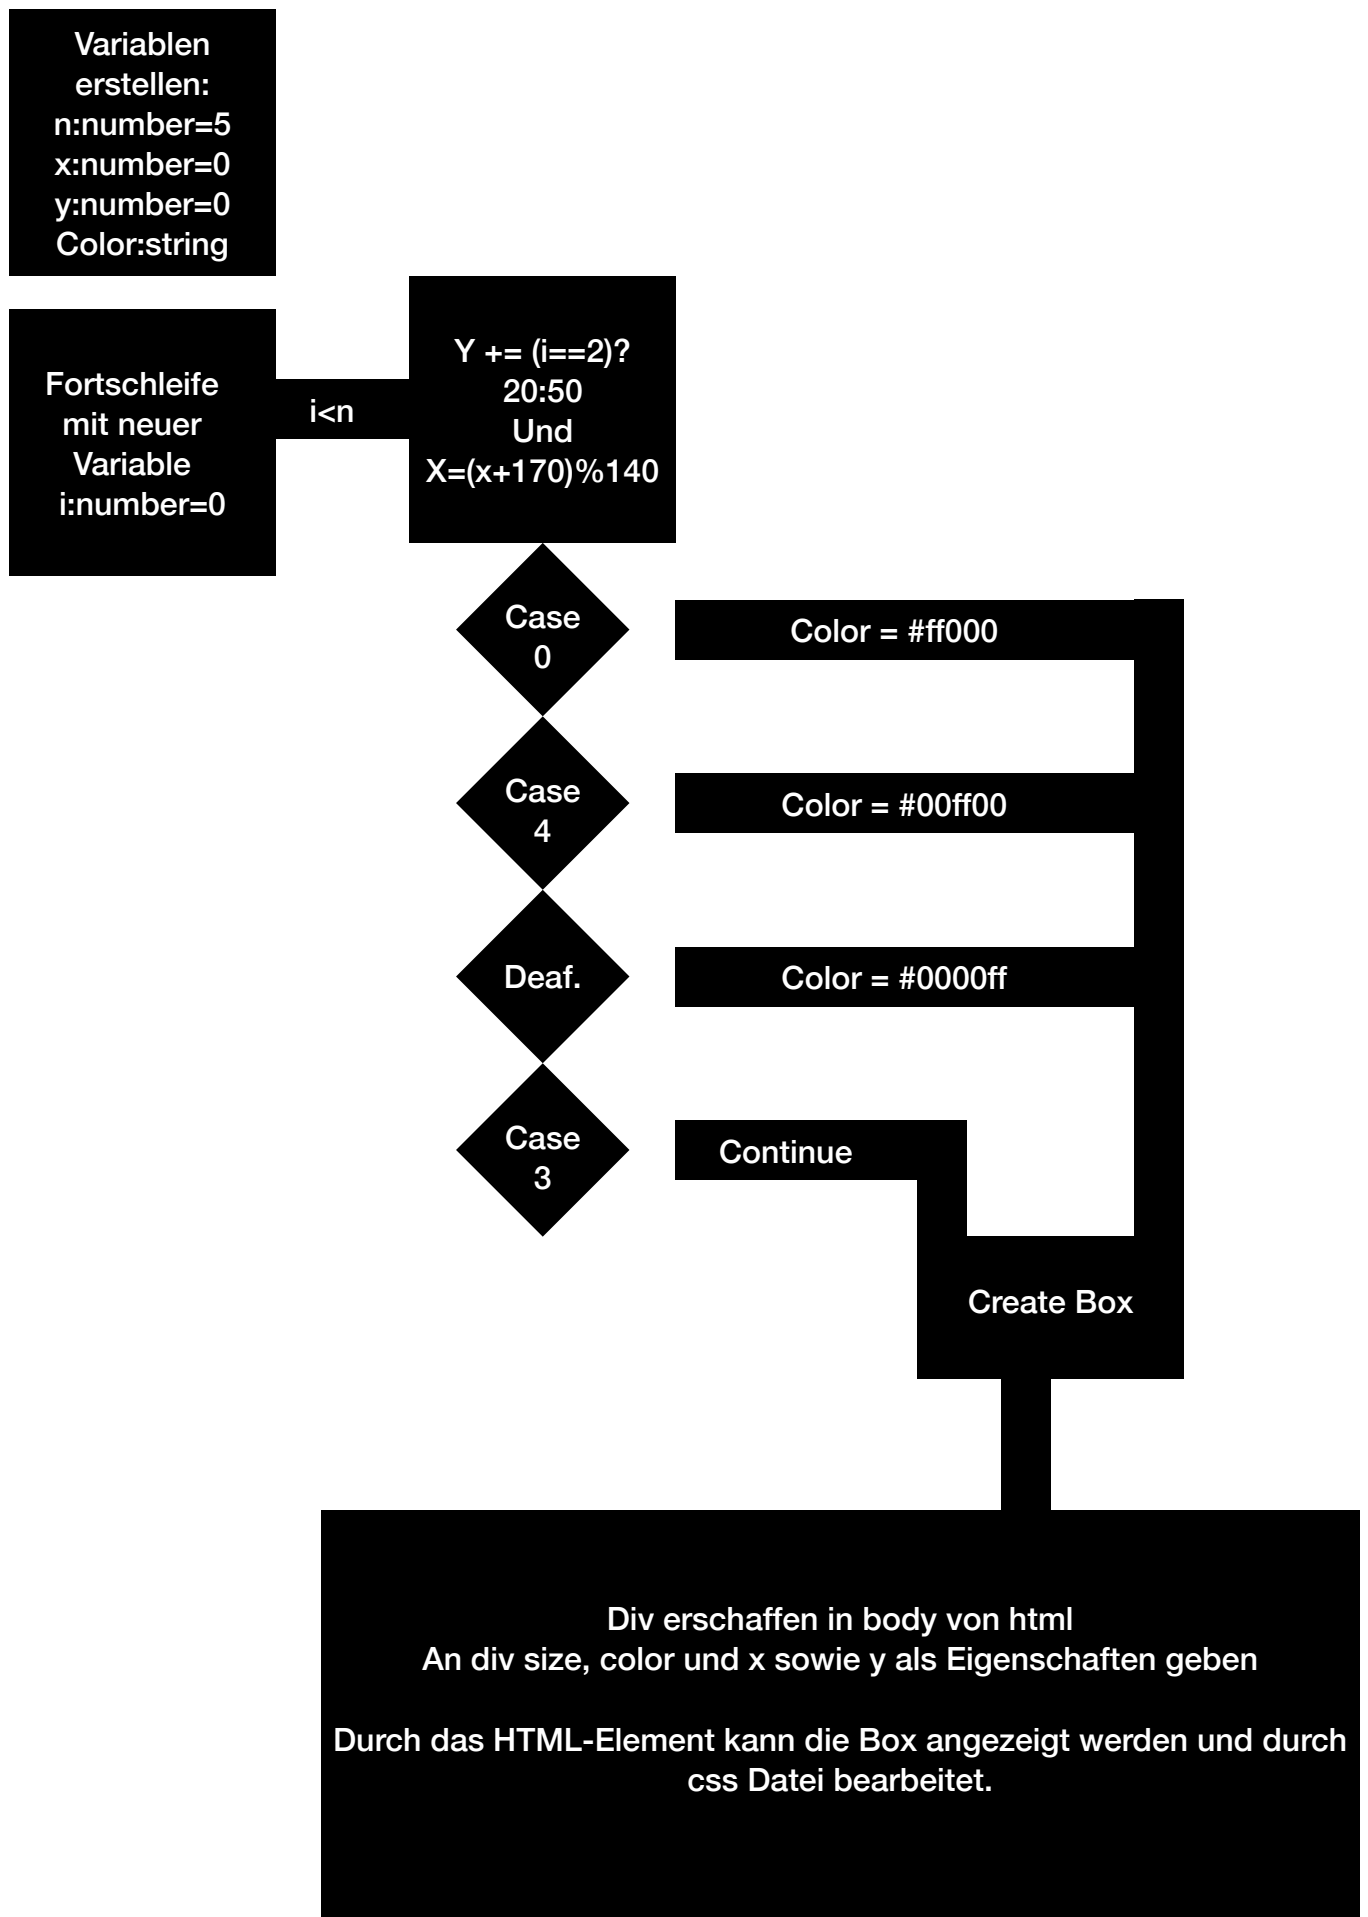 Variablen
erstellen:
n:number=5
x:number=0
y:number=0
Color:string
Fortschleife
mit neuer
Variable
i:number=0
i<n
Y += (i==2)?
20:50
Und
X=(x+170)%140
Case
0
Color = #ff000
Case
4
Color = #00ff00
Deaf.
Color = #0000ff
Case
3
Continue
Create Box
Div erschaffen in body von html
An div size, color und x sowie y als Eigenschaften geben
Durch das HTML-Element kann die Box angezeigt werden und durch
css Datei bearbeitet.